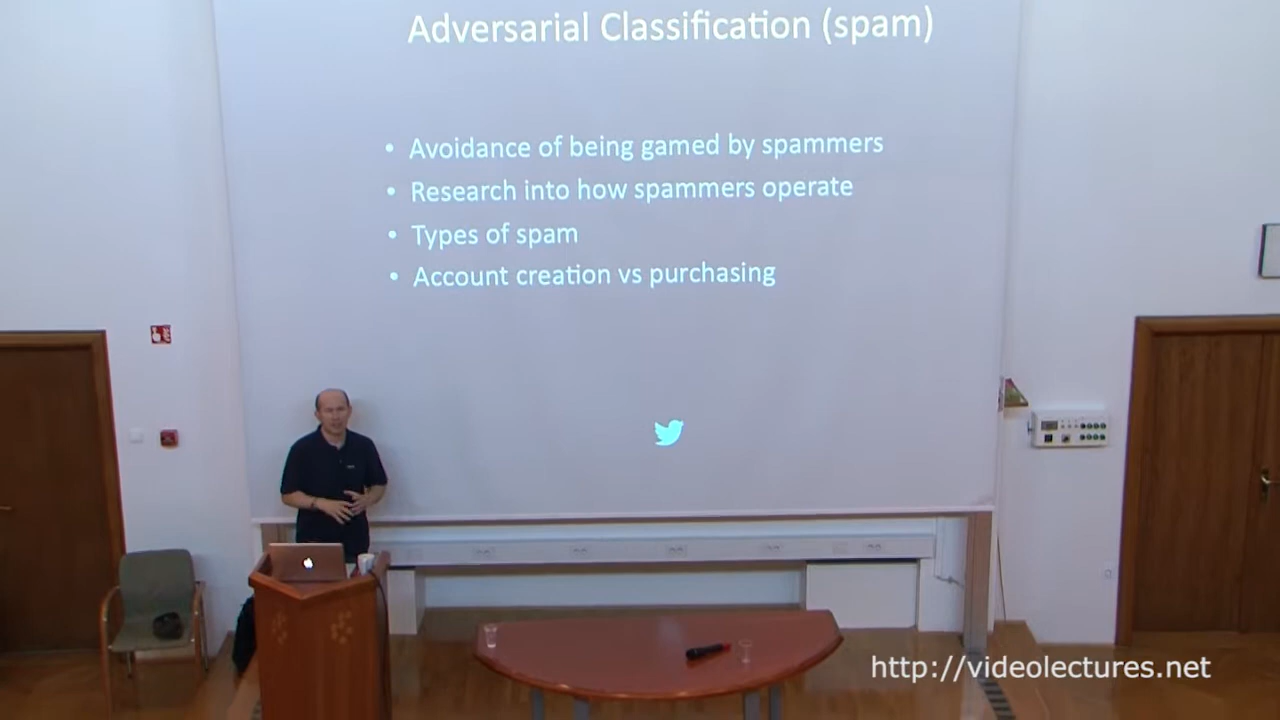 Adversarial Classification (spam)
• Avoidance of being gamed by spammers
• Research into how spammers operate
• Types of spam
• Account creation vs purchasing
http://videolectures.net